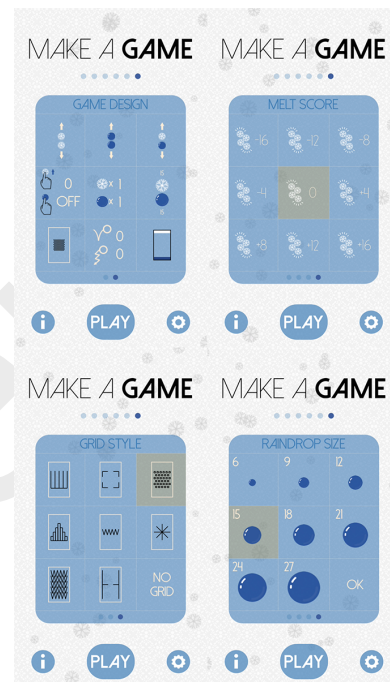 MAKE A GAME
GAME DESIGN
0
OFF
x 1
x 1
6
6
0
0
i
PLAY
MAKE A GAME
MELT SCORE
-16
-12
-8
-4
0
+4
+8
+12
+16
i
PLAY
MAKE A GAME
GRID STYLE
NO
GRID
i
PLAY
MAKE A GAME
RAINDROP SIZE
6
9
12
15
18
21
24
27
OK
i
PLAY